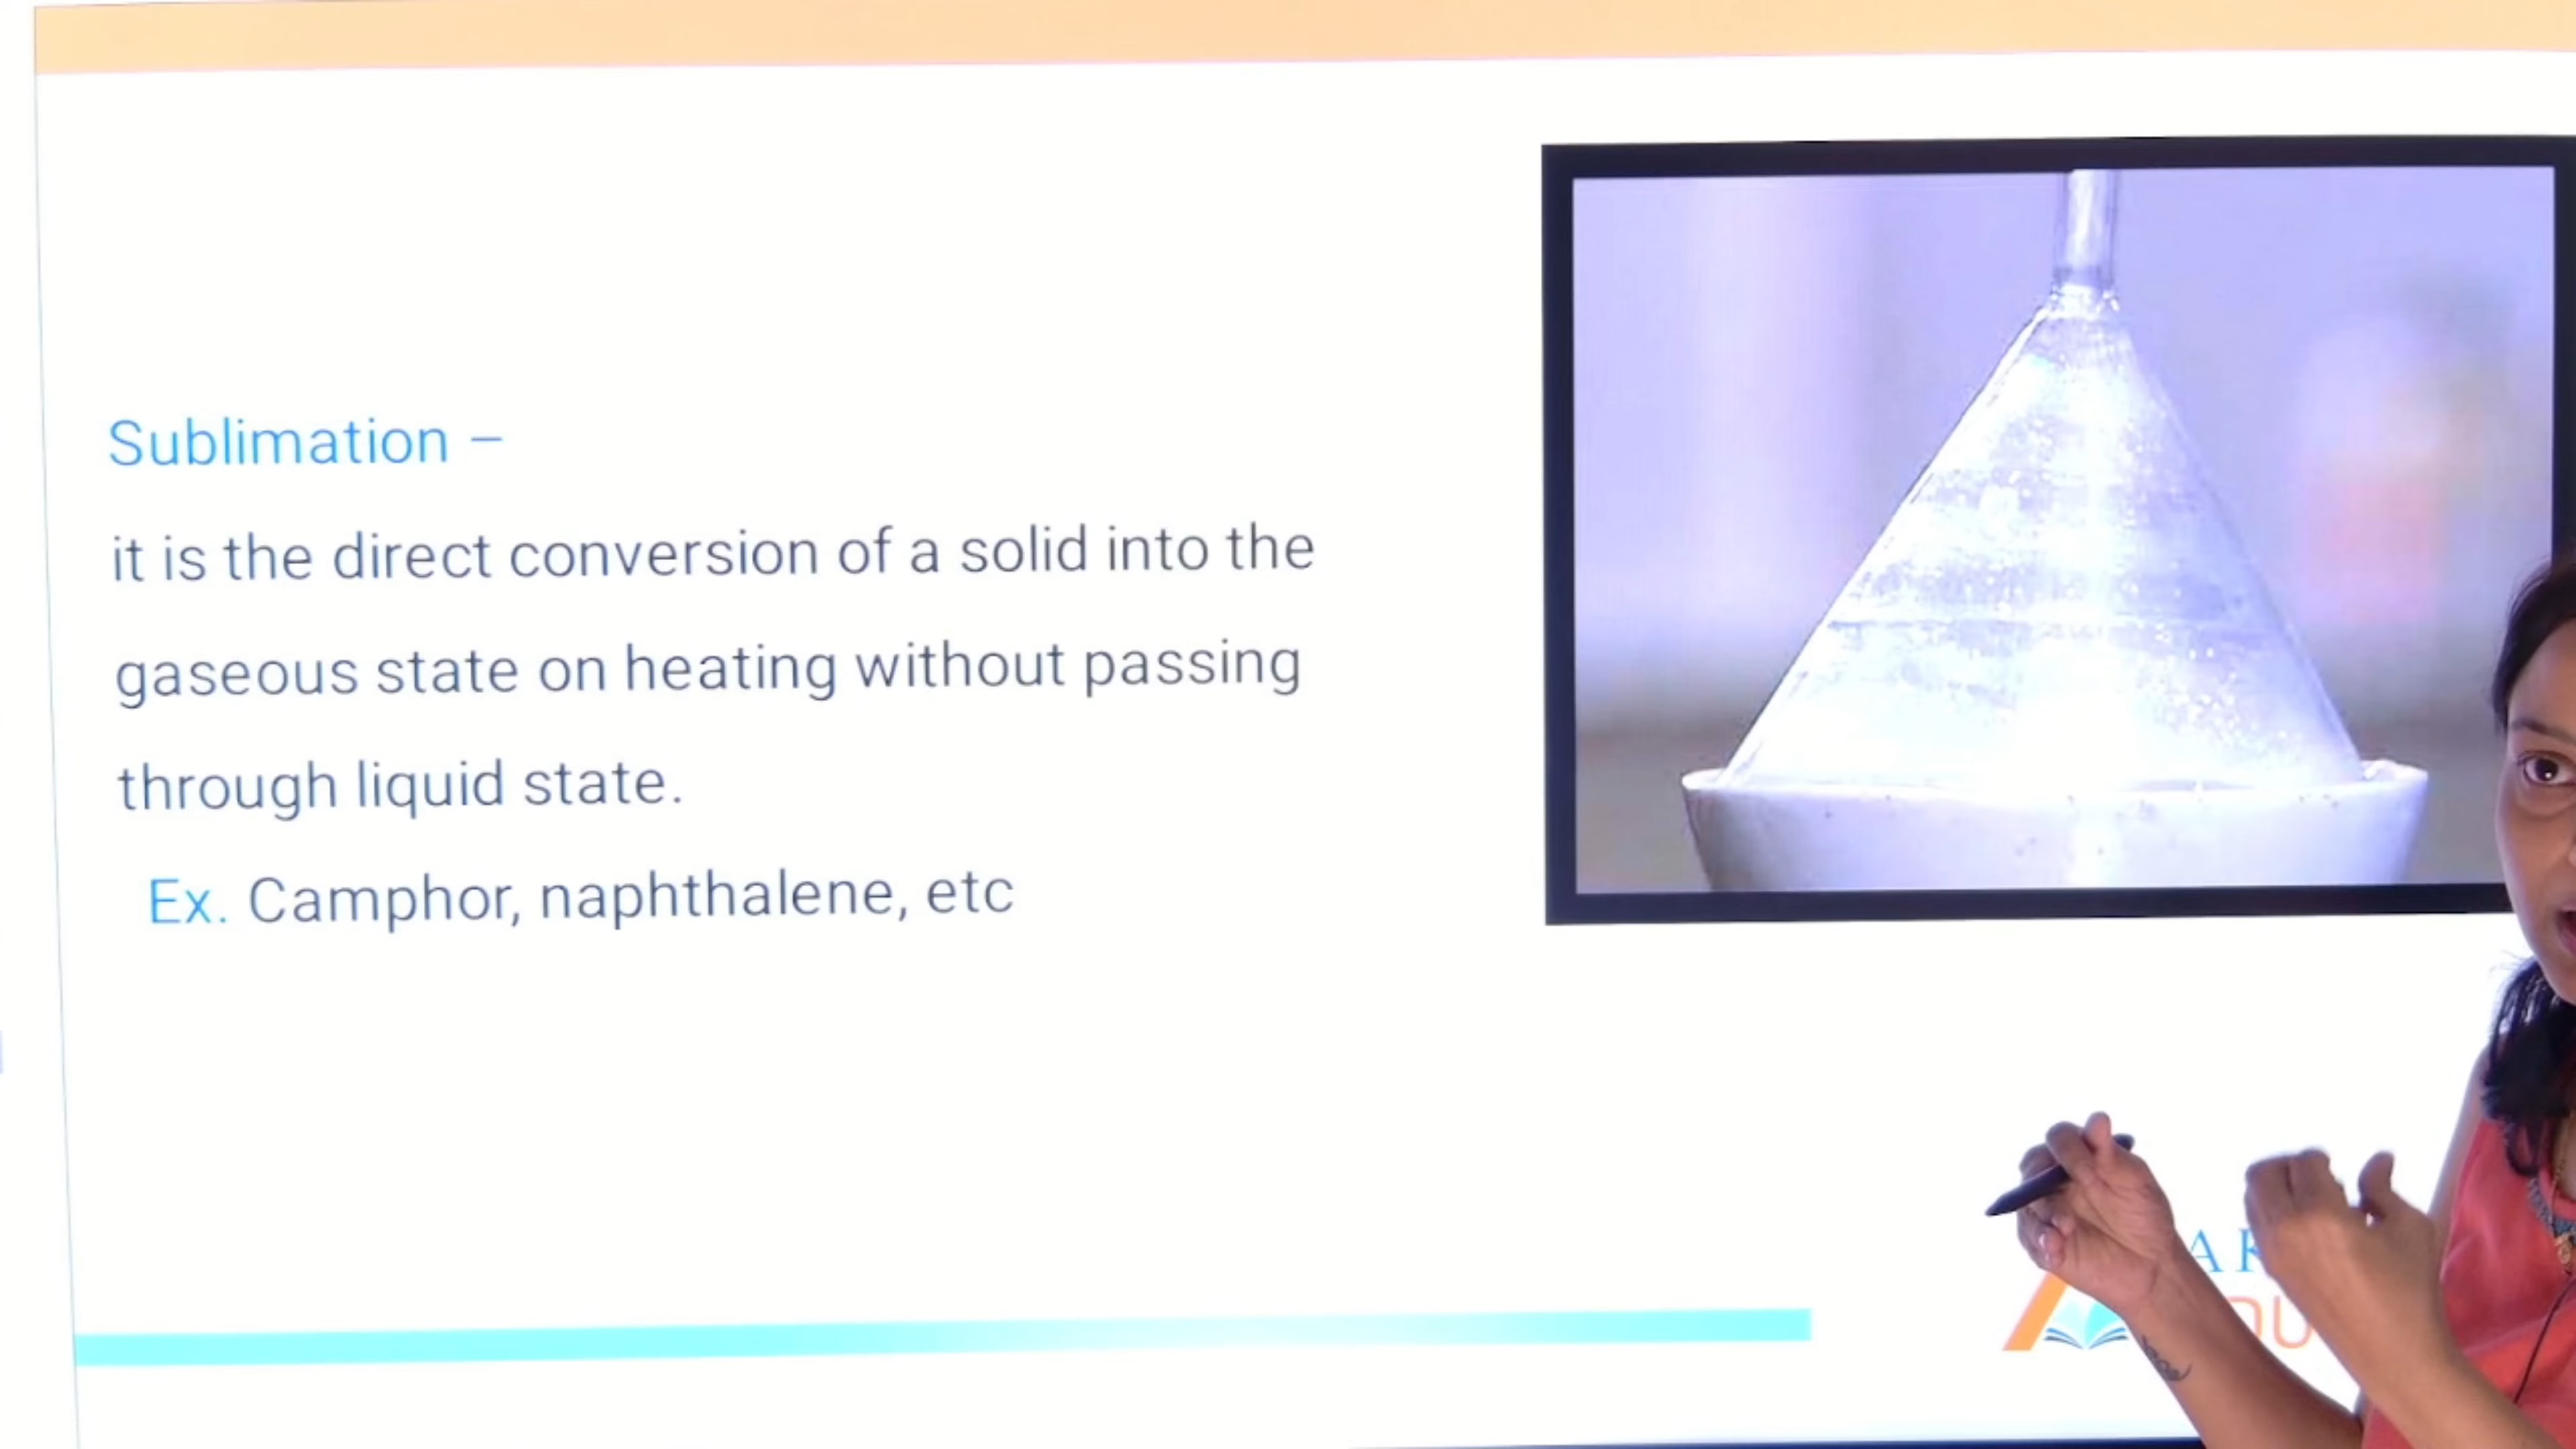 Sublimation –
it is the direct conversion of a solid into the
gaseous state on heating without passing
through liquid state.
Ex. Camphor, naphthalene, etc